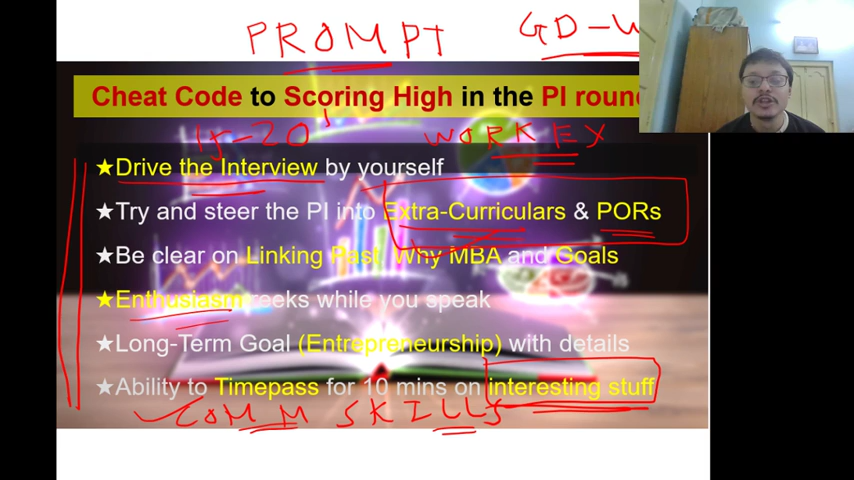 PROMPT GD-W
Cheat Code to Scoring High in the PI roun
15-20' WORK EX
★Drive the Interview by yourself
★Try and steer the PI into Extra-Curriculars & PORs
★Be clear on Linking Past, Why MBA and Goals
★Enthusiasm reeks while you speak
★Long-Term Goal (Entrepreneurship) with details
★Ability to Timepass for 10 mins on interesting stuff
COMM SKILLS